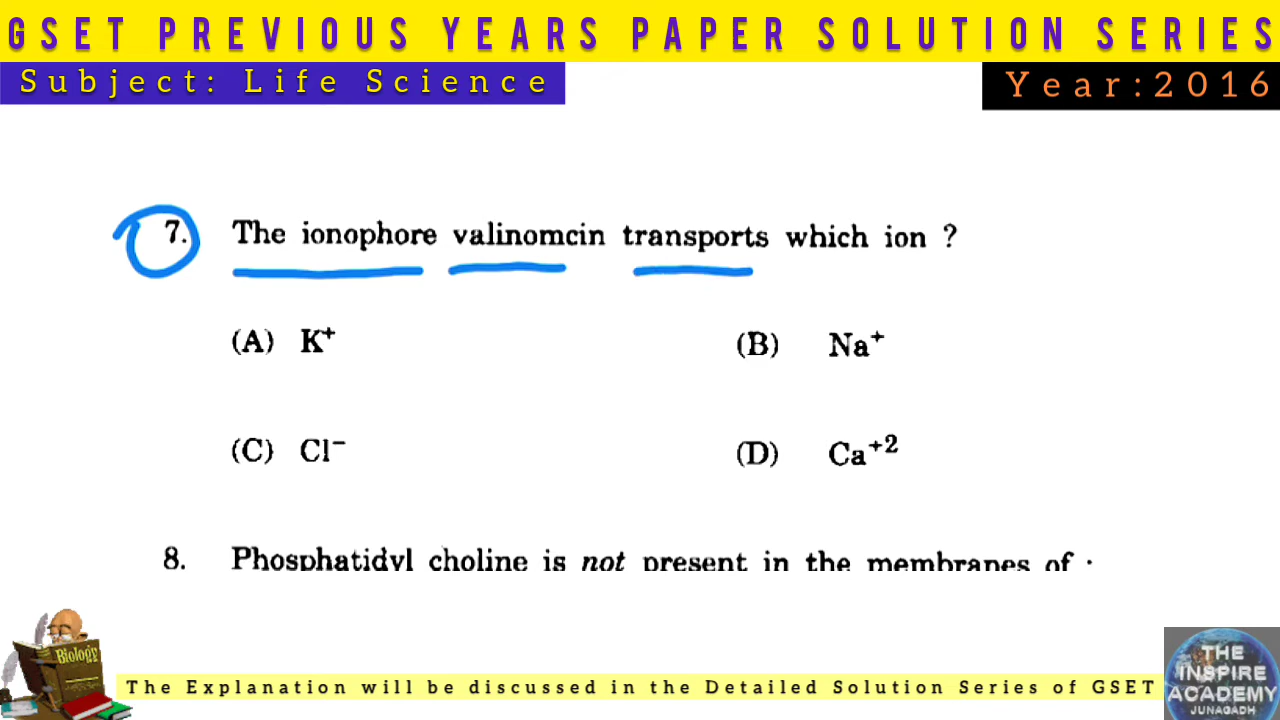 GSET PREVIOUS YEARS PAPER SOLUTION SERIES
Subject: Life Science
Year:2016
7. The ionophore valinomcin transports which ion ?
(A) K⁺ (B) Na⁺
(C) Cl⁻ (D) Ca⁺²
8. Phosphatidyl choline is not present in the membranes of :
Biology
The Explanation will be discussed in the Detailed Solution Series of GSET
THE
INSPIRE
ACADEMY
JUNAGADH